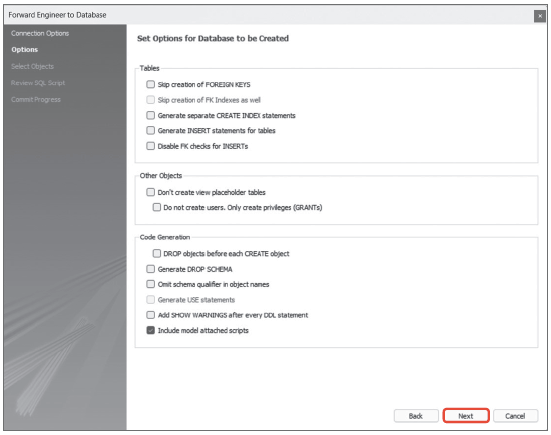 Forward Engineer to Database
Connection Options
Options
Select Objects
Review SQL Script
Commit Progress
Set Options for Database to be Created
Tables
Skip creation of FOREIGN KEYS
Skip creation of FK Indexes as well
Generate separate CREATE INDEX statements
Generate INSERT statements for tables
Disable FK checks for INSERTs
Other Objects
Don't create view placeholder tables
Do not create users. Only create privileges (GRANTs)
Code Generation
DROP objects before each CREATE object
Generate DROP SCHEMA
Omit schema qualifier in object names
Generate USE statements
Add SHOW WARNINGS after every DDL statement
Include model attached scripts
Back Next Cancel